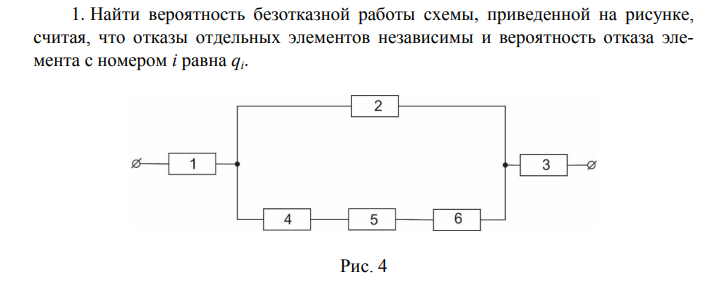 1. Найти вероятность безотказной работы схемы, приведенной на рисунке,
считая, что отказы отдельных элементов независимы и вероятность отказа эле-
мента с номером i равна qᵢ.
2
1
3
4
5
6
Рис. 4